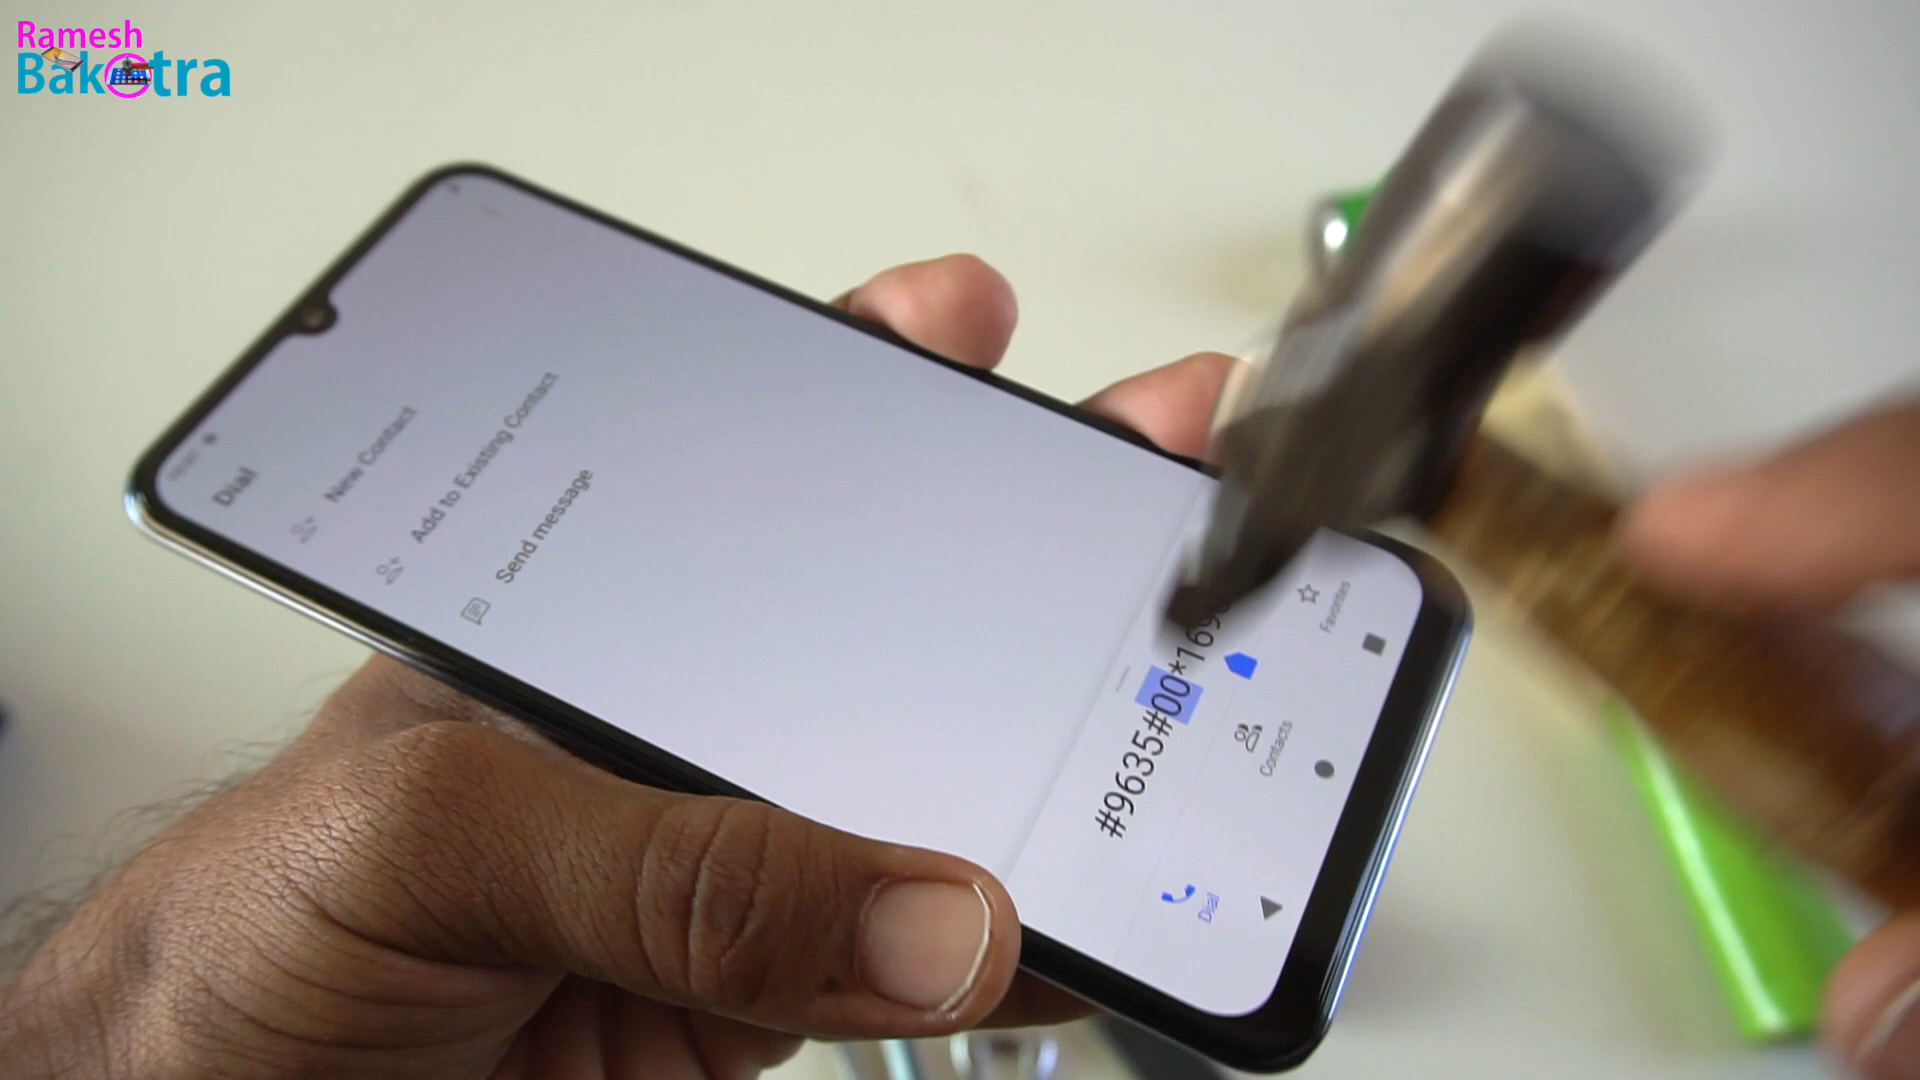 Ramesh
Bakotra
Dial
New Contact
Add to Existing Contact
Send message
#9635#00*169
Dial
Contacts
Favorites